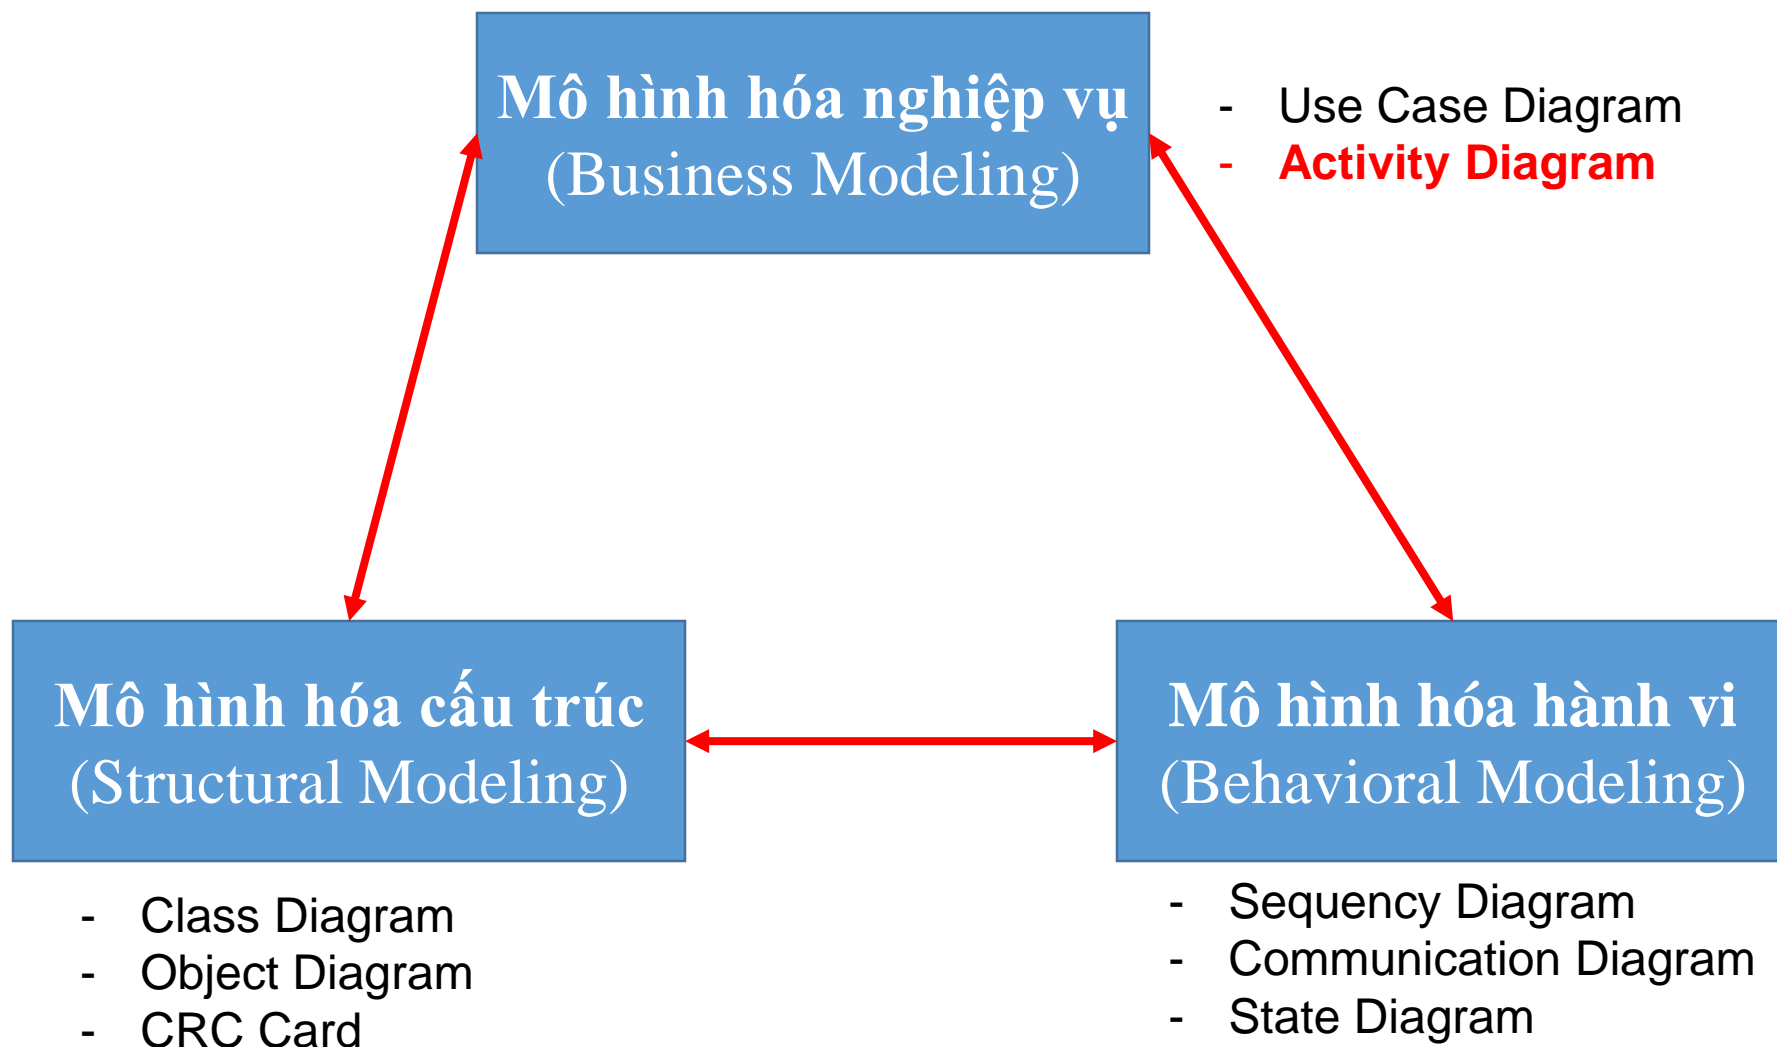 Mô hình hóa nghiệp vụ
(Business Modeling)
- Use Case Diagram
- Activity Diagram
Mô hình hóa cấu trúc
(Structural Modeling)
Mô hình hóa hành vi
(Behavioral Modeling)
- Class Diagram
- Object Diagram
- CRC Card
- Sequency Diagram
- Communication Diagram
- State Diagram